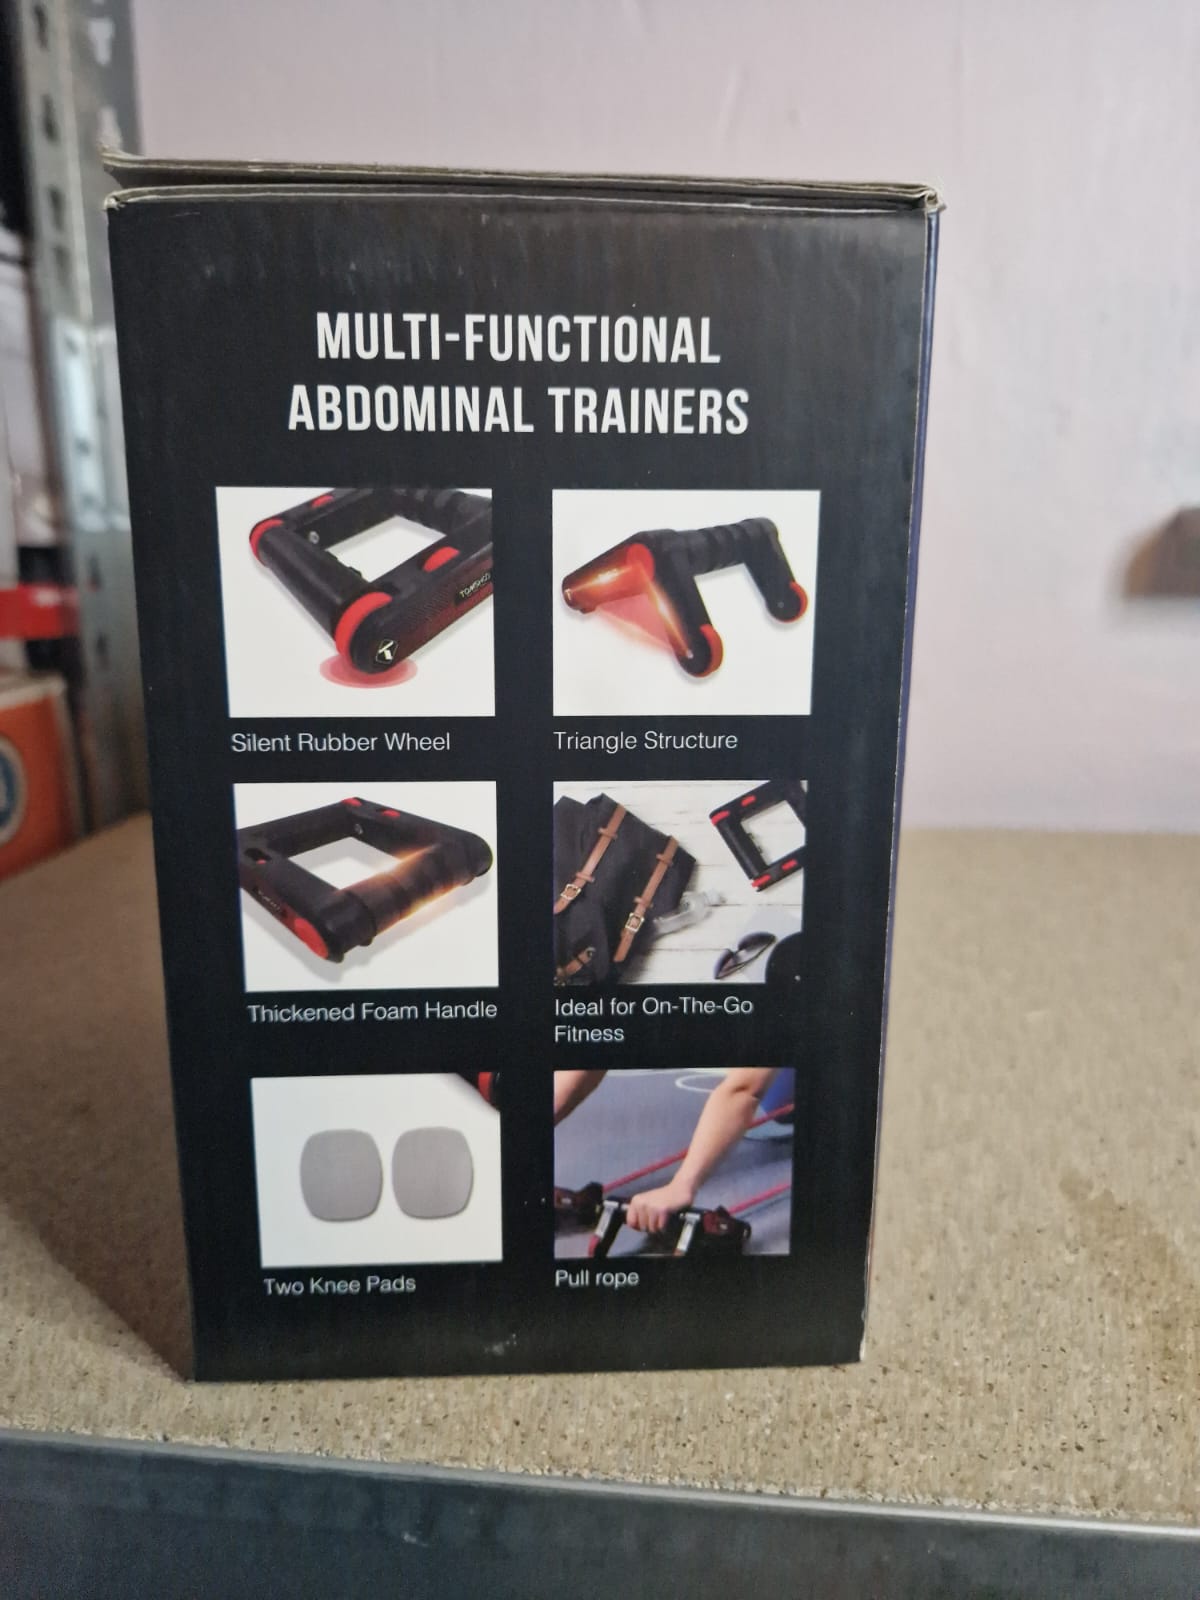 MULTI-FUNCTIONAL
ABDOMINAL TRAINERS
TOMSHOO
Silent Rubber Wheel
Triangle Structure
Thickened Foam Handle
Ideal for On-The-Go
Fitness
Two Knee Pads
Pull rope